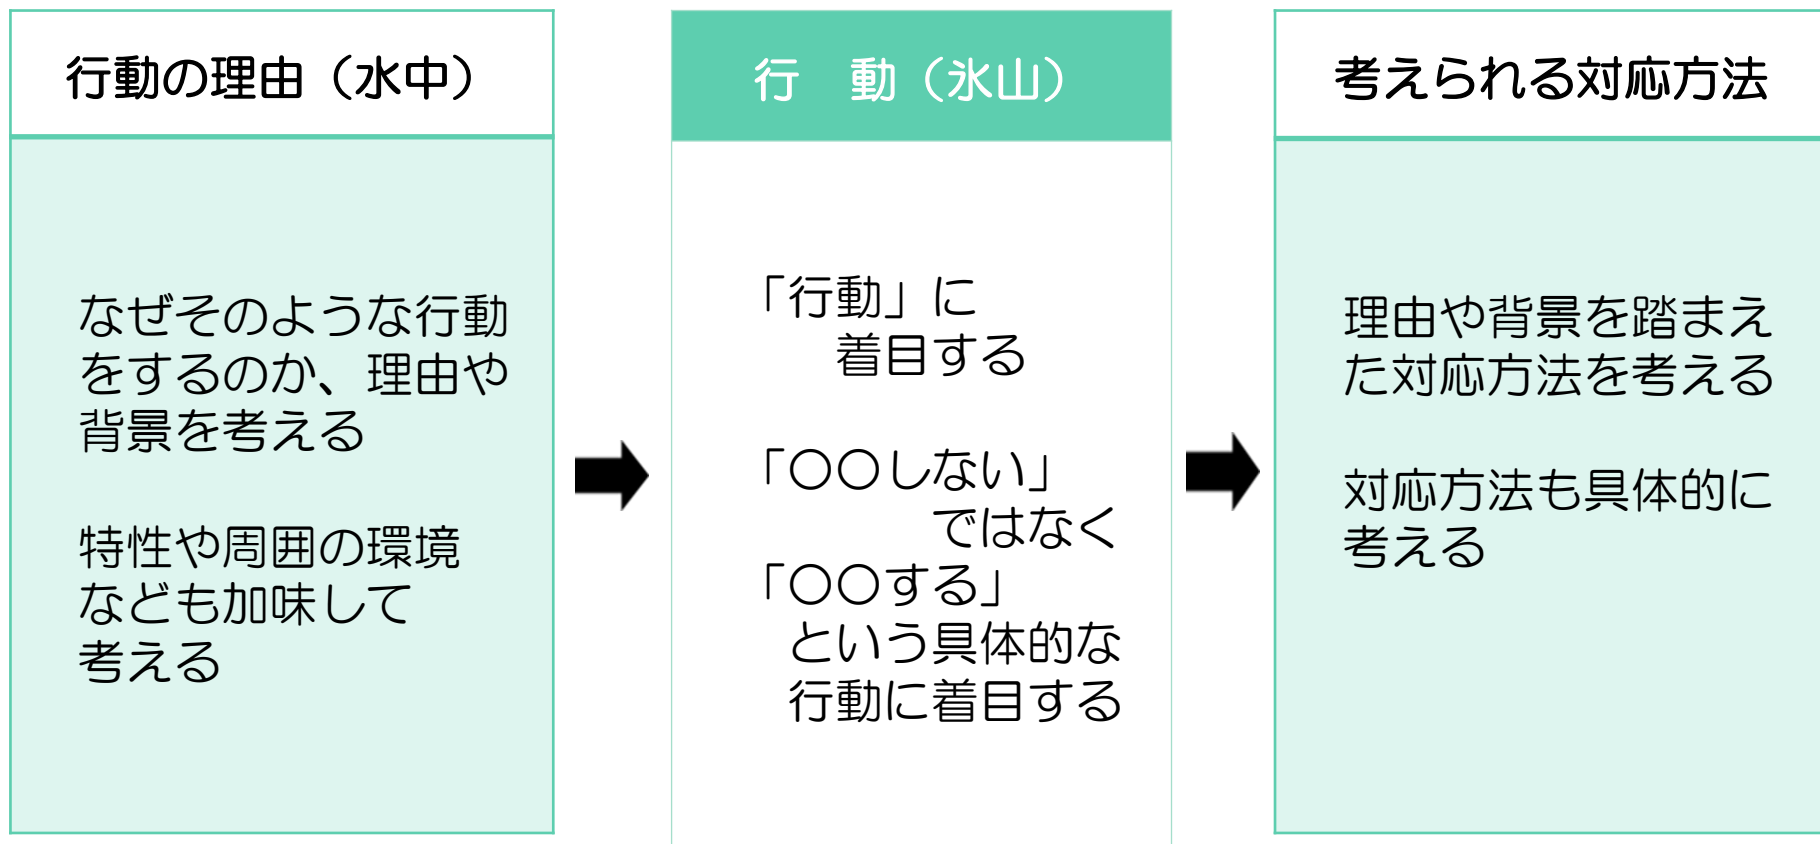 行動の理由（水中）
なぜそのような行動
をするのか、理由や
背景を考える
特性や周囲の環境
なども加味して
考える
行　動（氷山）
「行動」に
着目する
「〇〇しない」
ではなく
「〇〇する」
という具体的な
行動に着目する
考えられる対応方法
理由や背景を踏まえ
た対応方法を考える
対応方法も具体的に
考える